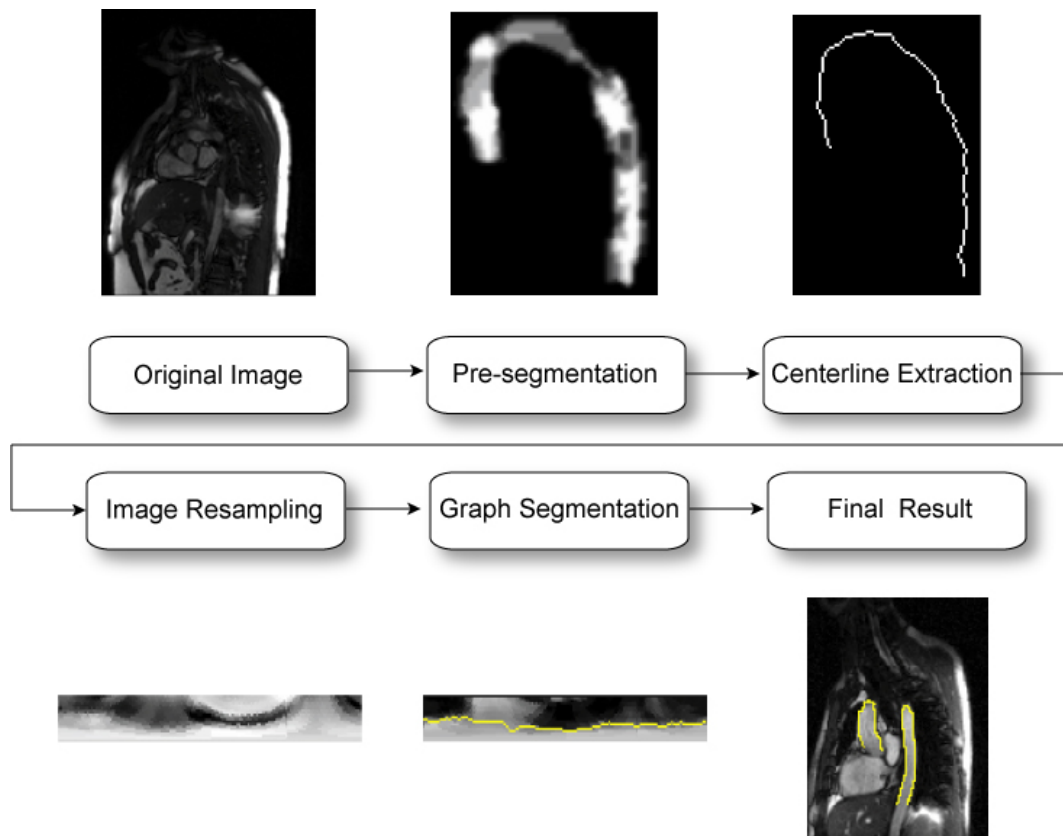 Original Image
Pre-segmentation
Centerline Extraction
Image Resampling
Graph Segmentation
Final Result